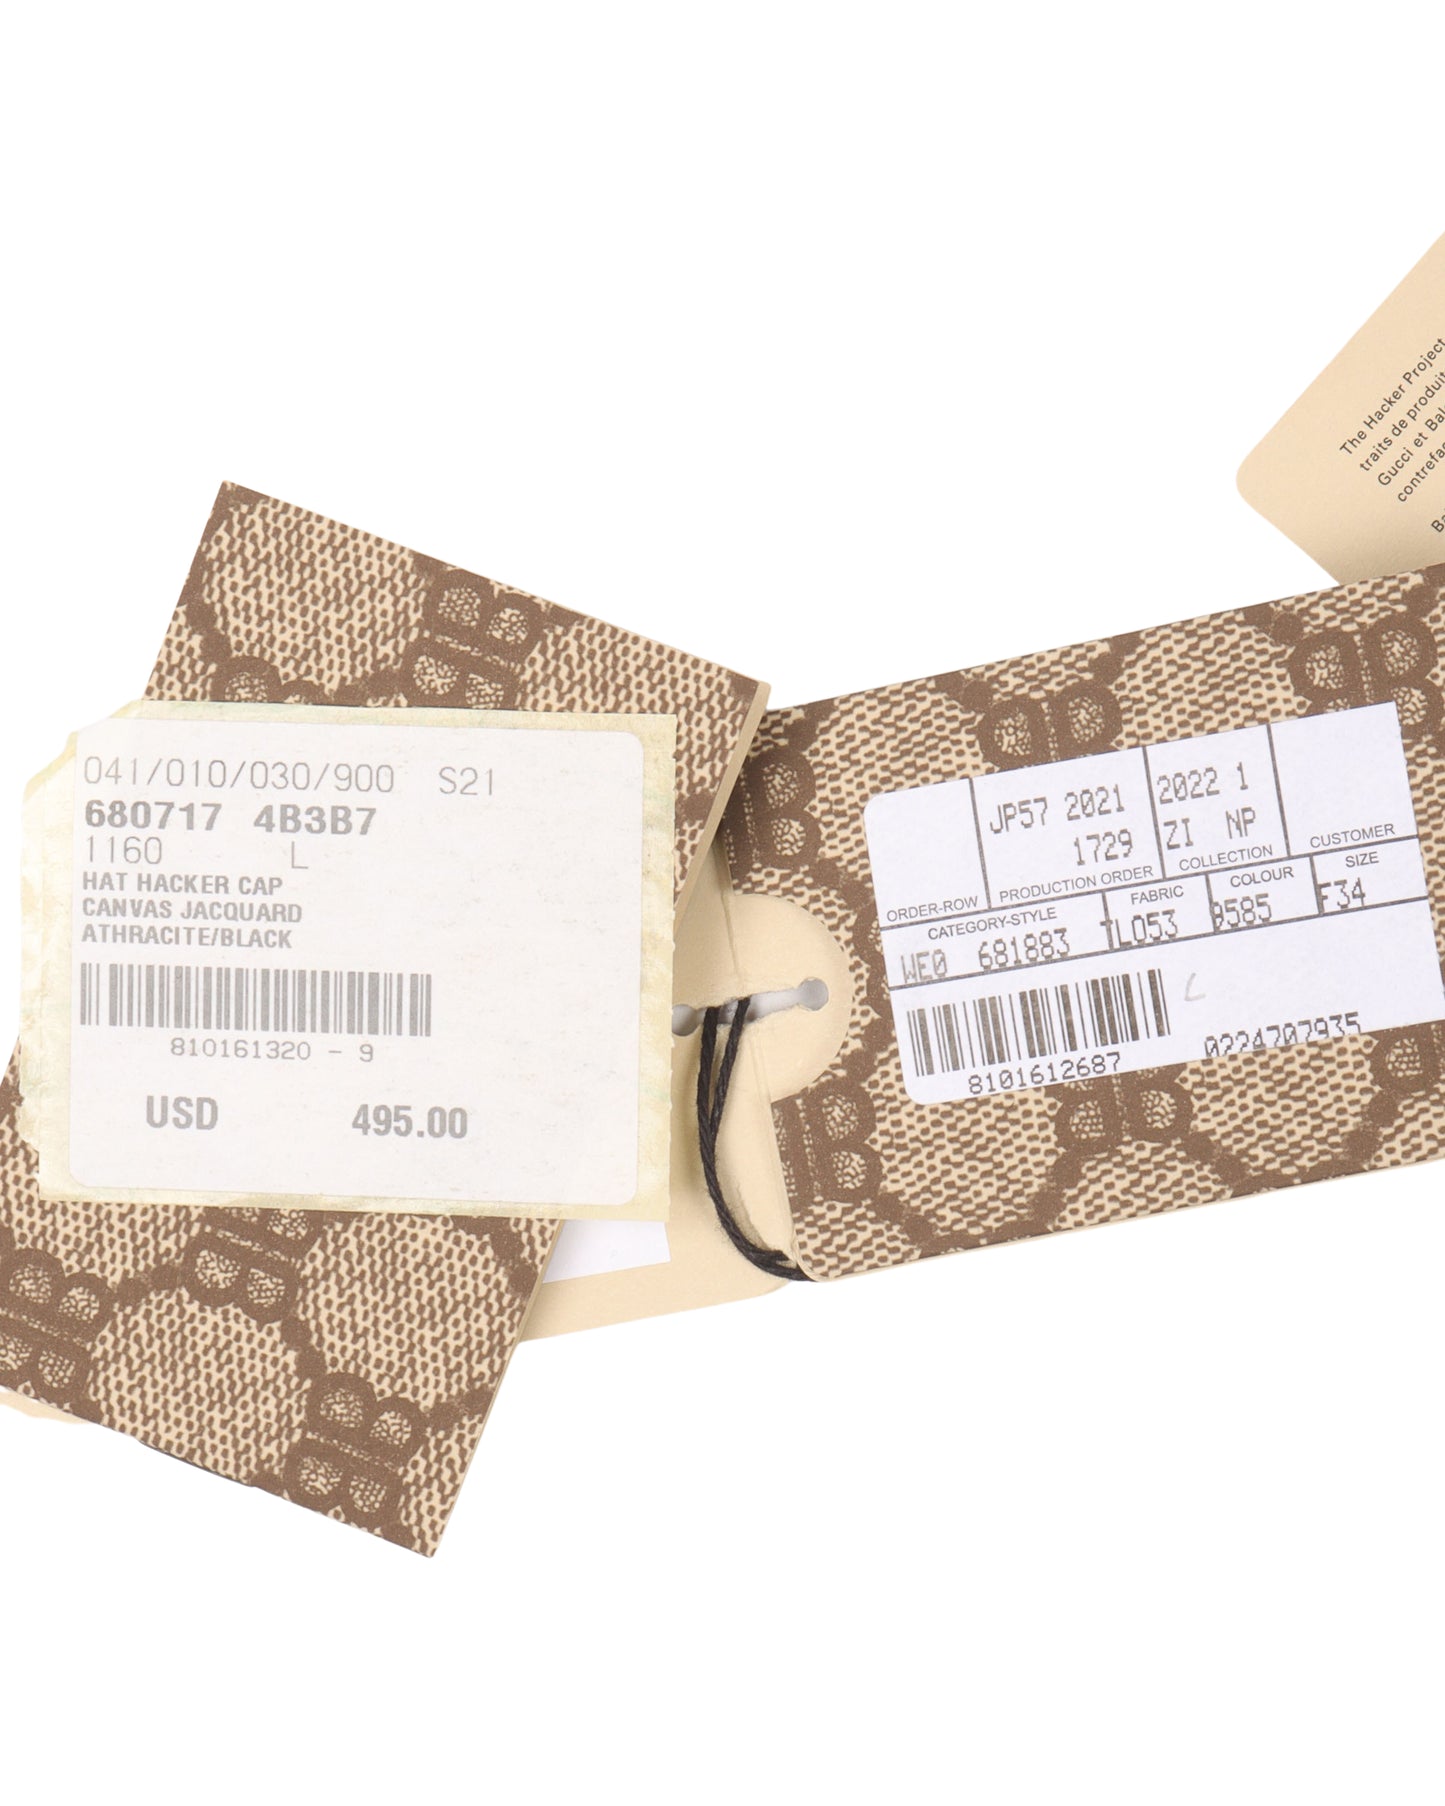 The Hacker Project
traits de produit
Gucci et
041/010/030/900 S21
680717 4B3B7
1160 L
HAT HACKER CAP
CANVAS JACQUARD
ATHRACITE/BLACK
810161320 - 9
USD 495.00
JP57 2021 2022 1
1729 ZI NP
ORDER-ROW PRODUCTION ORDER COLLECTION CUSTOMER
CATEGORY-STYLE FABRIC COLOUR SIZE
WE0 681883 TL053 9585 F34
L
8101612687 0224707935